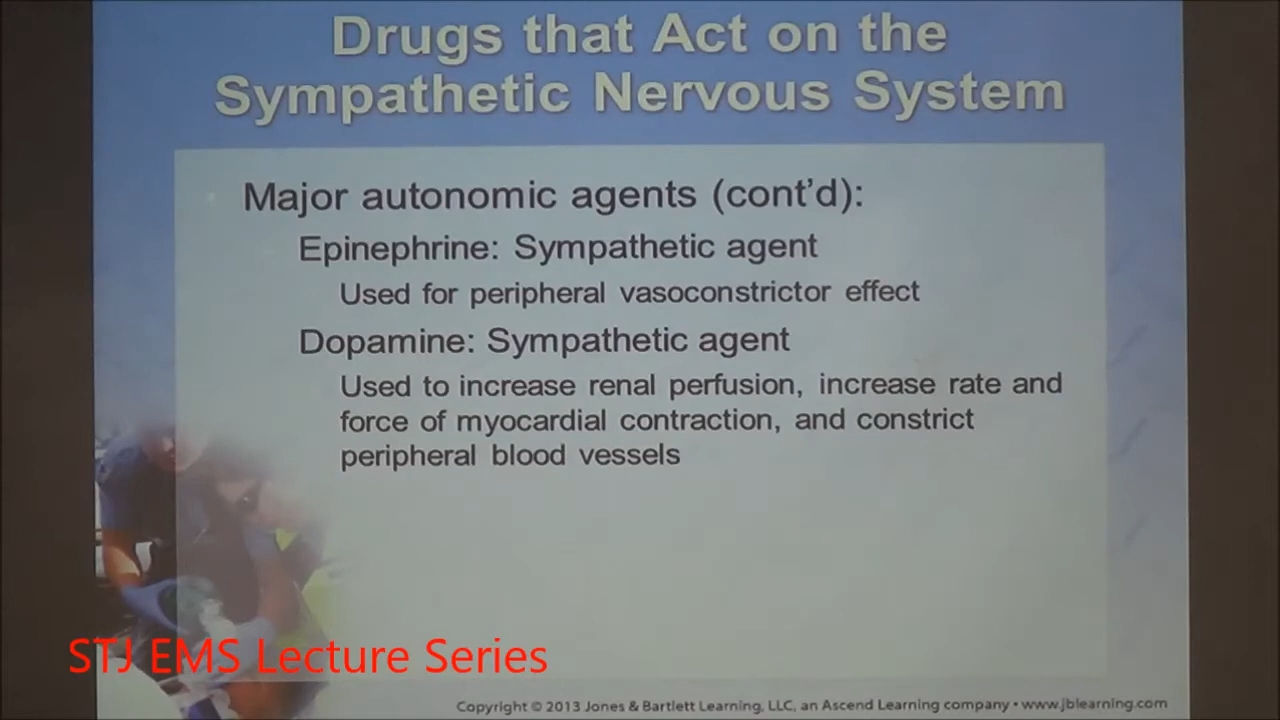 Drugs that Act on the
Sympathetic Nervous System
Major autonomic agents (cont'd):
Epinephrine: Sympathetic agent
Used for peripheral vasoconstrictor effect
Dopamine: Sympathetic agent
Used to increase renal perfusion, increase rate and
force of myocardial contraction, and constrict
peripheral blood vessels
STJ EMS Lecture Series
Copyright © 2013 Jones & Bartlett Learning, LLC, an Ascend Learning company • www.jblearning.com